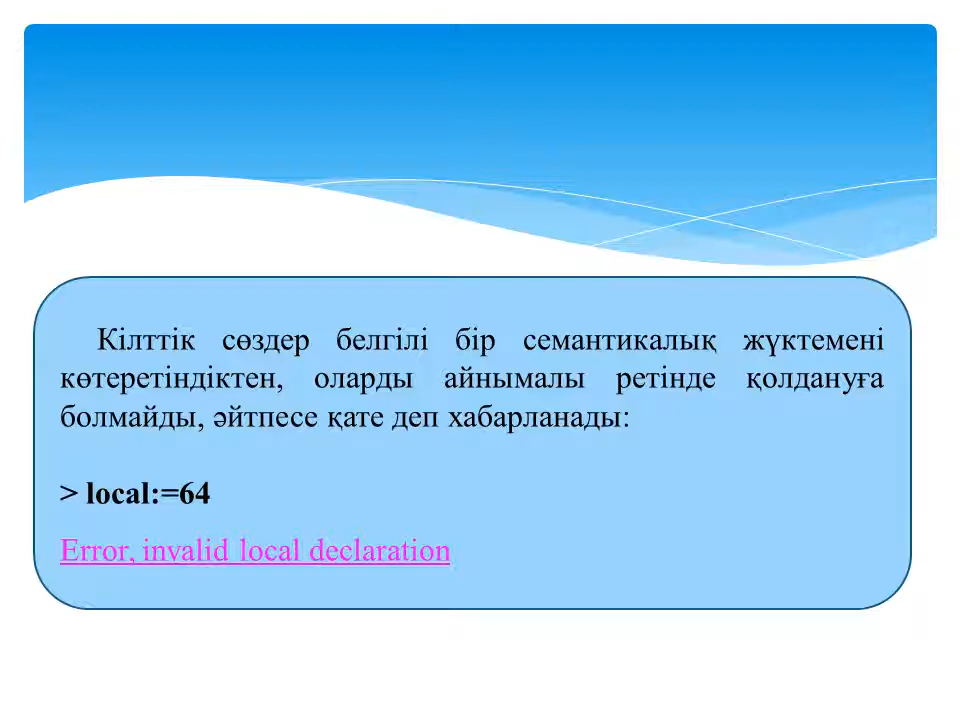 Кілттік сөздер белгілі бір семантикалық жүктемені
көтеретіндіктен, оларды айнымалы ретінде қолдануға
болмайды, әйтпесе қате деп хабарланады:
> local:=64
Error, invalid local declaration